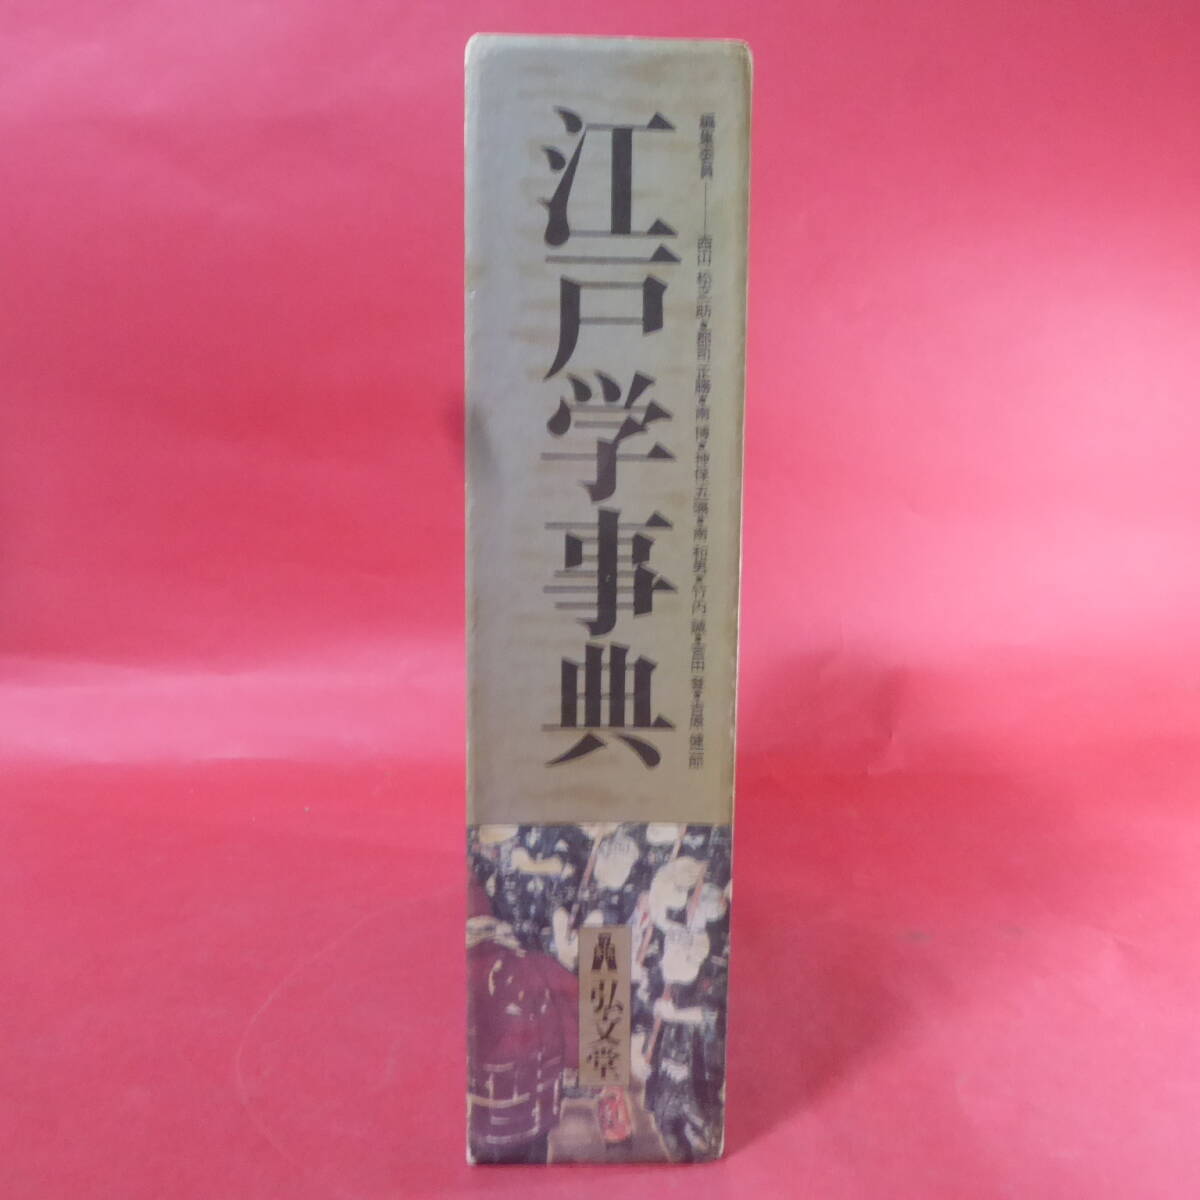 江戸学事典
編集委員――西山松之助*郡司正勝*南博*神保五彌*南和男*竹内誠*宮田登*吉原健一郎
弘文堂